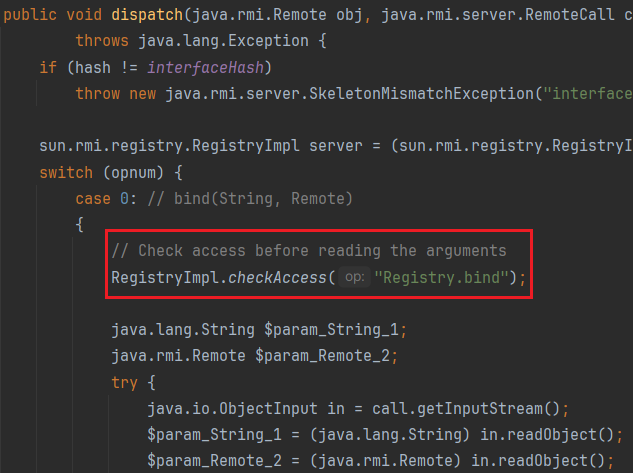 public void dispatch(java.rmi.Remote obj, java.rmi.server.RemoteCall c
throws java.lang.Exception {
if (hash != interfaceHash)
throw new java.rmi.server.SkeletonMismatchException("interface
sun.rmi.registry.RegistryImpl server = (sun.rmi.registry.RegistryI
switch (opnum) {
case 0: // bind(String, Remote)
{
// Check access before reading the arguments
RegistryImpl.checkAccess( op: "Registry.bind");
java.lang.String $param_String_1;
java.rmi.Remote $param_Remote_2;
try {
java.io.ObjectInput in = call.getInputStream();
$param_String_1 = (java.lang.String) in.readObject();
$param_Remote_2 = (java.rmi.Remote) in.readObject();